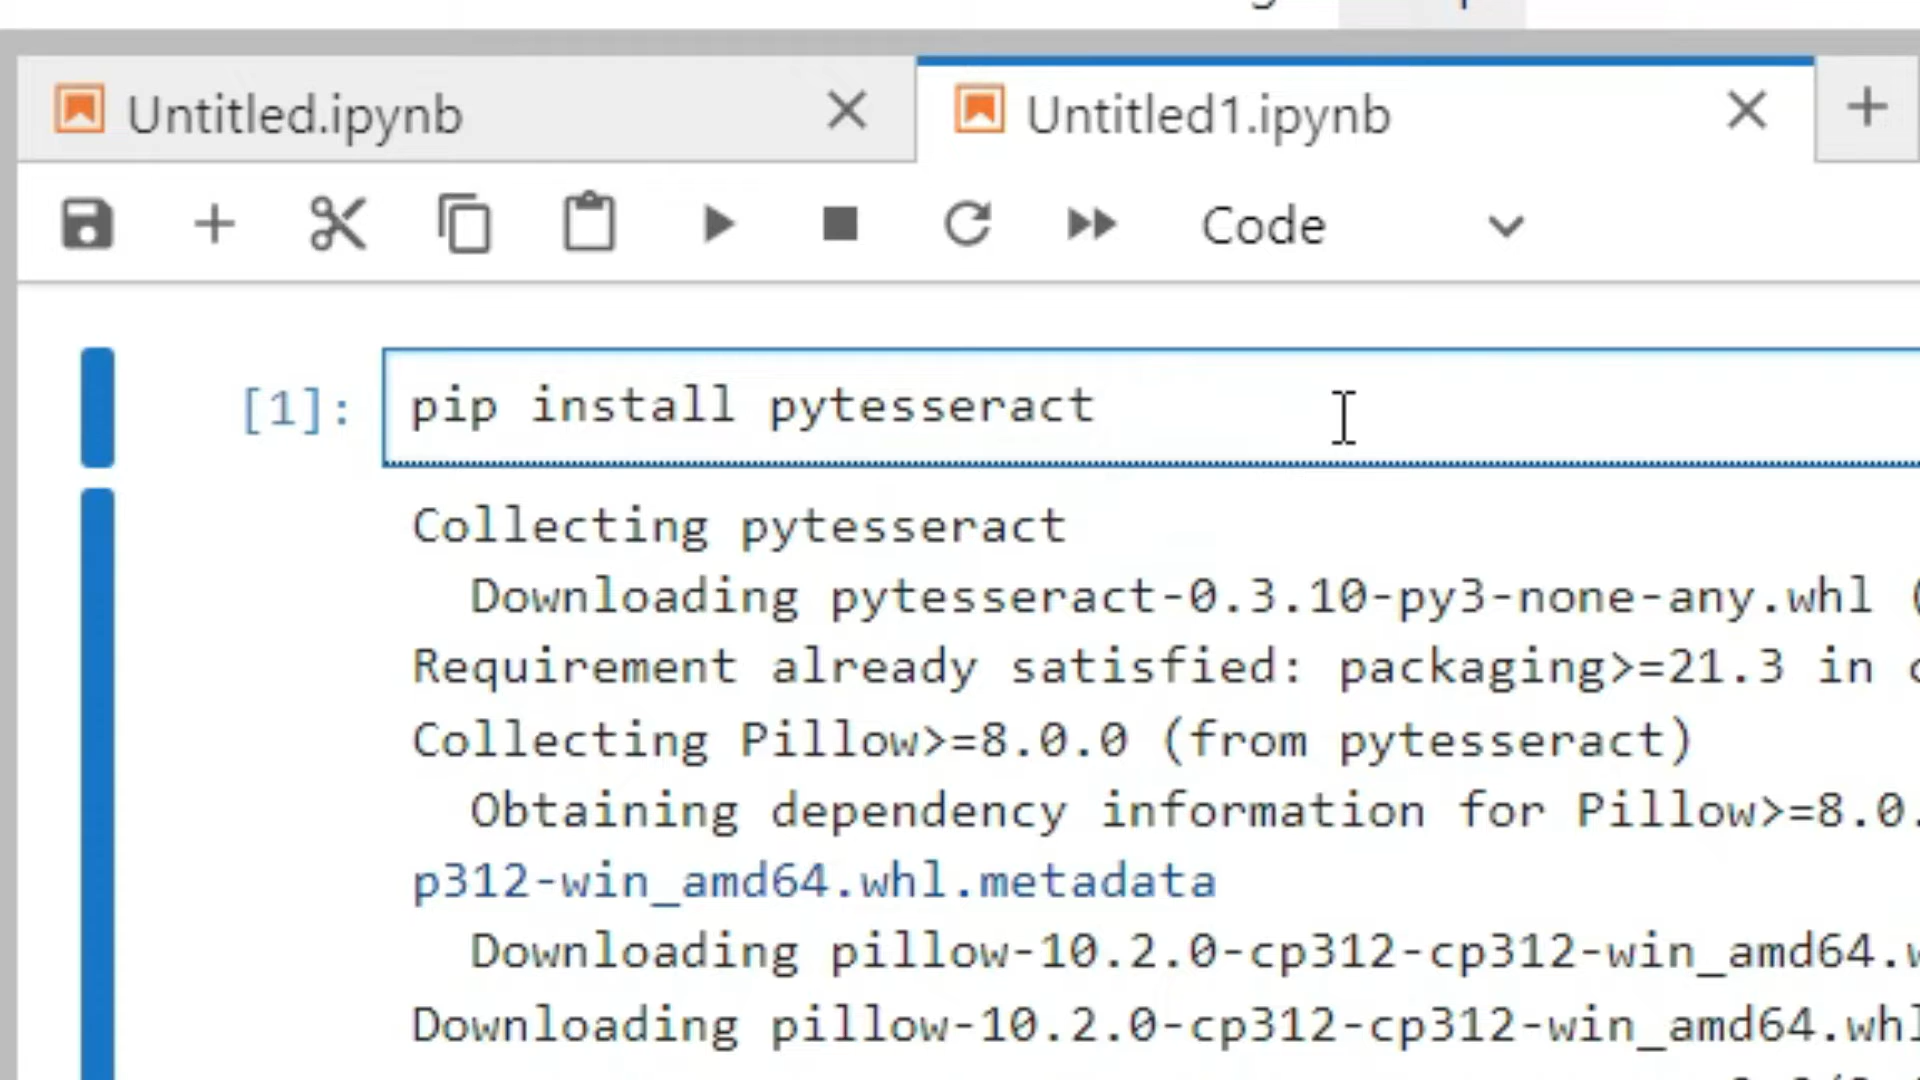 Untitled.ipynb
Untitled1.ipynb
Code
[1]:
pip install pytesseract
Collecting pytesseract
Downloading pytesseract-0.3.10-py3-none-any.whl (
Requirement already satisfied: packaging>=21.3 in
Collecting Pillow>=8.0.0 (from pytesseract)
Obtaining dependency information for Pillow>=8.0.
p312-win_amd64.whl.metadata
Downloading pillow-10.2.0-cp312-cp312-win_amd64.w
Downloading pillow-10.2.0-cp312-cp312-win_amd64.whl